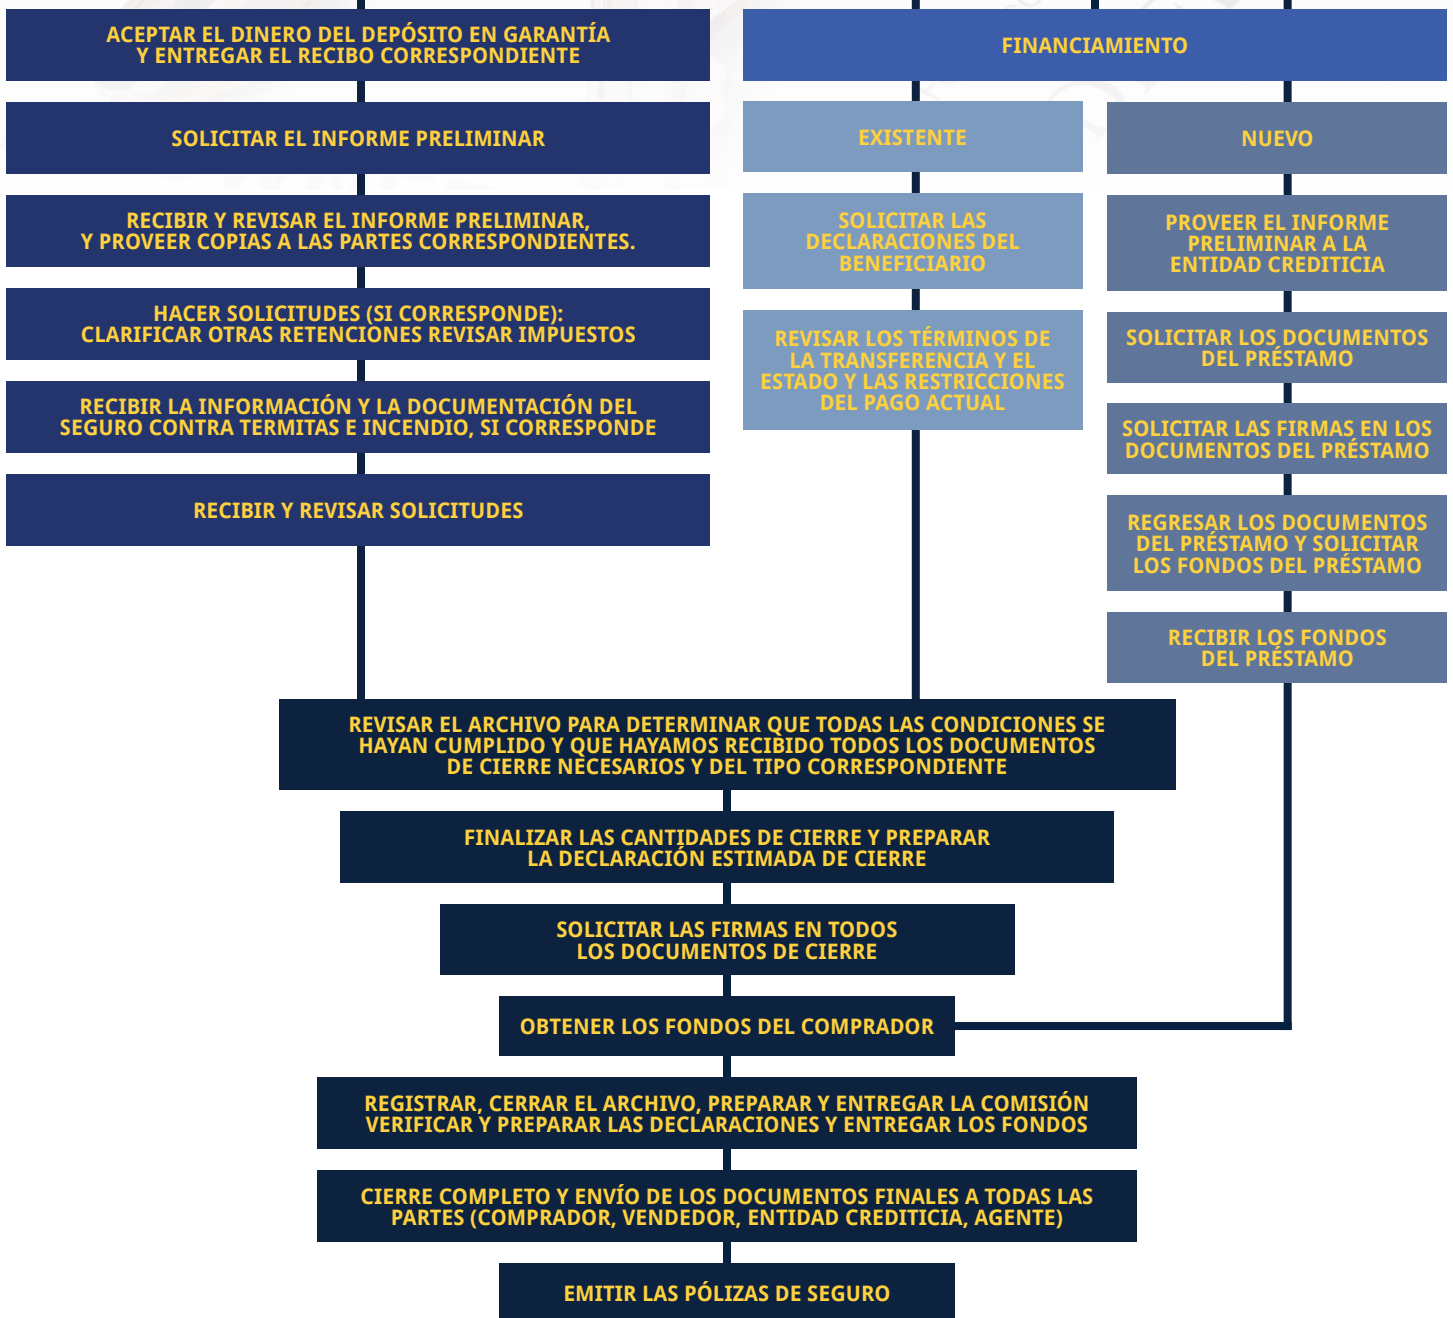 ACEPTAR EL DINERO DEL DEPÓSITO EN GARANTÍA
Y ENTREGAR EL RECIBO CORRESPONDIENTE
SOLICITAR EL INFORME PRELIMINAR
RECIBIR Y REVISAR EL INFORME PRELIMINAR,
Y PROVEER COPIAS A LAS PARTES CORRESPONDIENTES.
HACER SOLICITUDES (SI CORRESPONDE):
CLARIFICAR OTRAS RETENCIONES REVISAR IMPUESTOS
RECIBIR LA INFORMACIÓN Y LA DOCUMENTACIÓN DEL
SEGURO CONTRA TERMITAS E INCENDIO, SI CORRESPONDE
RECIBIR Y REVISAR SOLICITUDES
FINANCIAMIENTO
EXISTENTE
SOLICITAR LAS
DECLARACIONES DEL
BENEFICIARIO
REVISAR LOS TÉRMINOS DE
LA TRANSFERENCIA Y EL
ESTADO Y LAS RESTRICCIONES
DEL PAGO ACTUAL
NUEVO
PROVEER EL INFORME
PRELIMINAR A LA
ENTIDAD CREDITICIA
SOLICITAR LOS DOCUMENTOS
DEL PRÉSTAMO
SOLICITAR LAS FIRMAS EN LOS
DOCUMENTOS DEL PRÉSTAMO
REGRESAR LOS DOCUMENTOS
DEL PRÉSTAMO Y SOLICITAR
LOS FONDOS DEL PRÉSTAMO
RECIBIR LOS FONDOS
DEL PRÉSTAMO
REVISAR EL ARCHIVO PARA DETERMINAR QUE TODAS LAS CONDICIONES SE
HAYAN CUMPLIDO Y QUE HAYAMOS RECIBIDO TODOS LOS DOCUMENTOS
DE CIERRE NECESARIOS Y DEL TIPO CORRESPONDIENTE
FINALIZAR LAS CANTIDADES DE CIERRE Y PREPARAR
LA DECLARACIÓN ESTIMADA DE CIERRE
SOLICITAR LAS FIRMAS EN TODOS
LOS DOCUMENTOS DE CIERRE
OBTENER LOS FONDOS DEL COMPRADOR
REGISTRAR, CERRAR EL ARCHIVO, PREPARAR Y ENTREGAR LA COMISIÓN
VERIFICAR Y PREPARAR LAS DECLARACIONES Y ENTREGAR LOS FONDOS
CIERRE COMPLETO Y ENVÍO DE LOS DOCUMENTOS FINALES A TODAS LAS
PARTES (COMPRADOR, VENDEDOR, ENTIDAD CREDITICIA, AGENTE)
EMITIR LAS PÓLIZAS DE SEGURO